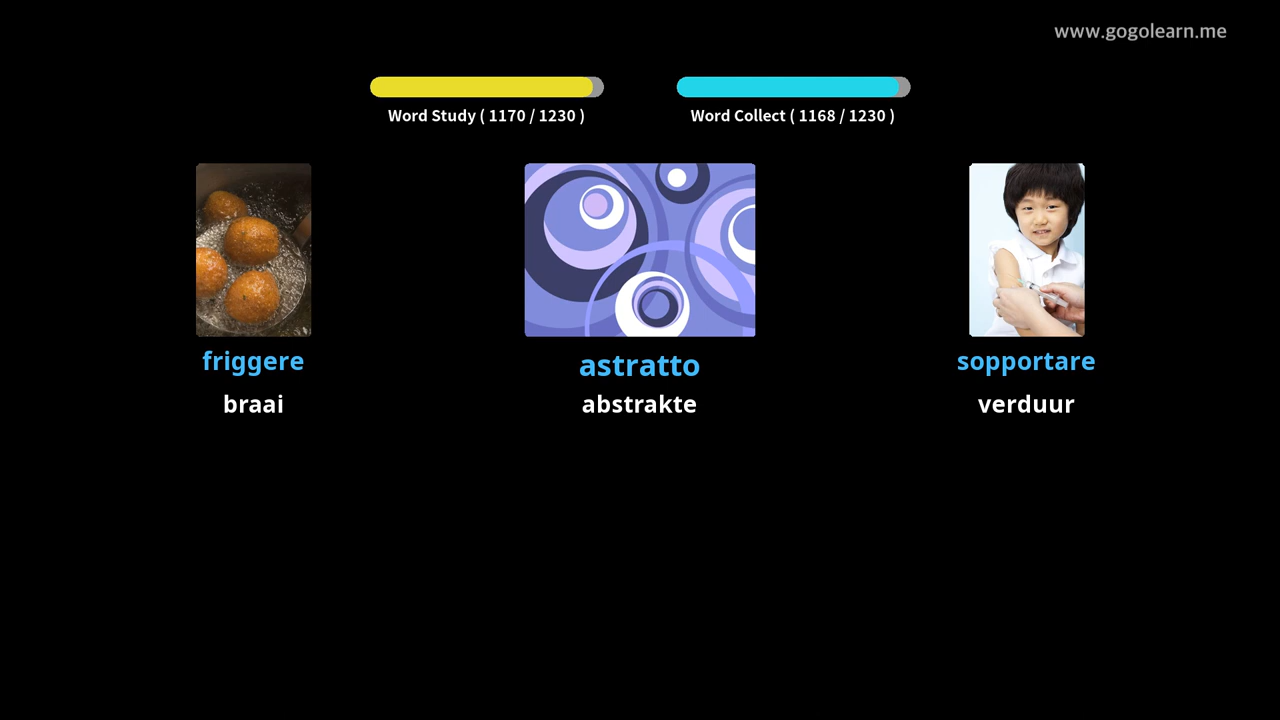 www.gogolearn.me
Word Study ( 1170 / 1230 )
Word Collect ( 1168 / 1230 )
friggere
braai
astratto
abstrakte
sopportare
verduur